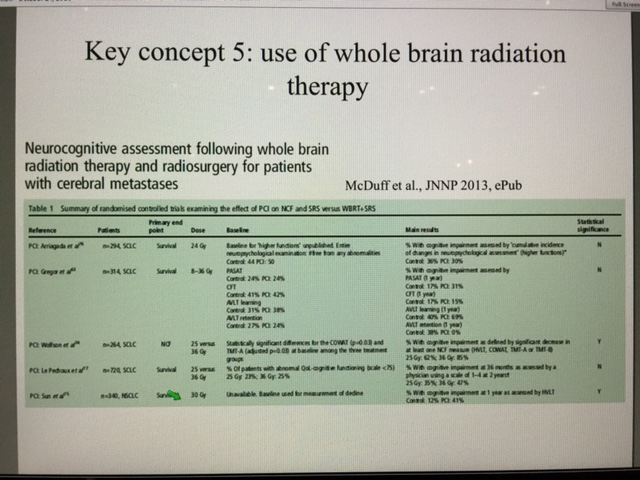 Full Screen
Key concept 5: use of whole brain radiation
therapy
Neurocognitive assessment following whole brain
radiation therapy and radiosurgery for patients
with cerebral metastases
McDuff et al., JNNP 2013, ePub
Table 1 Summary of randomised controlled trials examining the effect of PCI on NCF and SRS versus WBRT+SRS
Reference Patients Primary end point Dose Baseline Main results Statistical significance
PCI: Arriagada et al n=294, SCLC Survival 24 Gy Baseline for 'higher functions' unpublished. Entire % With cognitive impairment assessed by 'cumulative incidence N
neuropsychological examination: free from any abnormalities of changes in neuropsychological assessment" (higher functions)"
Control: 44 PCI: 50 Control: 36% PCI: 30%
PCI: Gregor et al n=314, SCLC Survival 8–36 Gy PASAT % With cognitive impairment assessed by N
Control: 24% PCI: 24% PASAT (1 year)
CFT Control: 17% PCI: 31%
Control: 41% PCI: 42% CFT (1 year)
AVLT learning Control: 17% PCI: 15%
Control: 31% PCI: 38% AVLT learning (1 year)
AVLT retention Control: 40% PCI: 69%
Control: 27% PCI: 24% AVLT retention (1 year)
Control: 38% PCI: 0%
PCI: Wolfson et al n=264, SCLC NCF 25 versus Statistically significant differences for the COWAT (p=0.03) and % With cognitive impairment as defined by significant decrease in Y
36 Gy TMT-A (adjusted p=0.03) at baseline among the three treatment at least one NCF measure (HVLT, COWAT, TMT-A or TMT-B)
groups 25 Gy: 62%; 36 Gy: 85%
PCI: Le Pechoux et al n=720, SCLC Survival 25 versus % Of patients with abnormal QoL-cognitive functioning (scale <75) % With cognitive impairment at 36 months as assessed by a Y
36 Gy 25 Gy: 23%; 36 Gy: 25% physician using a scale of 1–4 at 2 years
25 Gy: 35%; 36 Gy: 47%
PCI: Sun et al n=340, NSCLC 30 Gy Unavailable. Baseline used for measurement of decline % With cognitive impairment at 1 year as assessed by HVLT Y
Control: 12% PCI: 41%